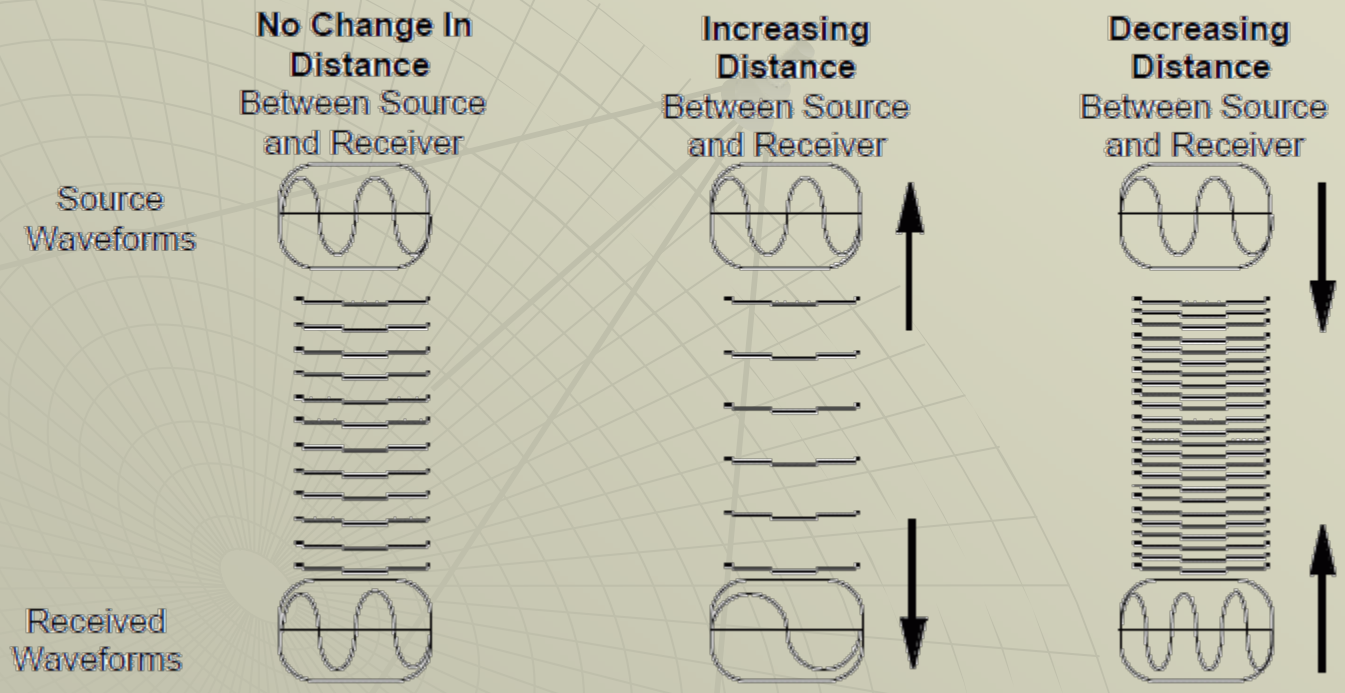 No Change In
Distance
Between Source
and Receiver
Increasing
Distance
Between Source
and Receiver
Decreasing
Distance
Between Source
and Receiver
Source
Waveforms
Received
Waveforms